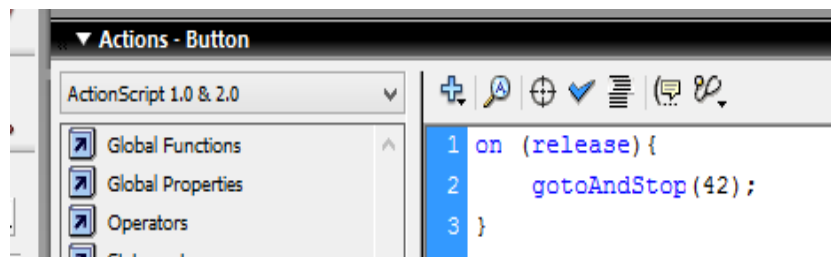 Actions - Button
ActionScript 1.0 & 2.0
Global Functions
Global Properties
Operators
1 on (release){
2 gotoAndStop(42);
3 }